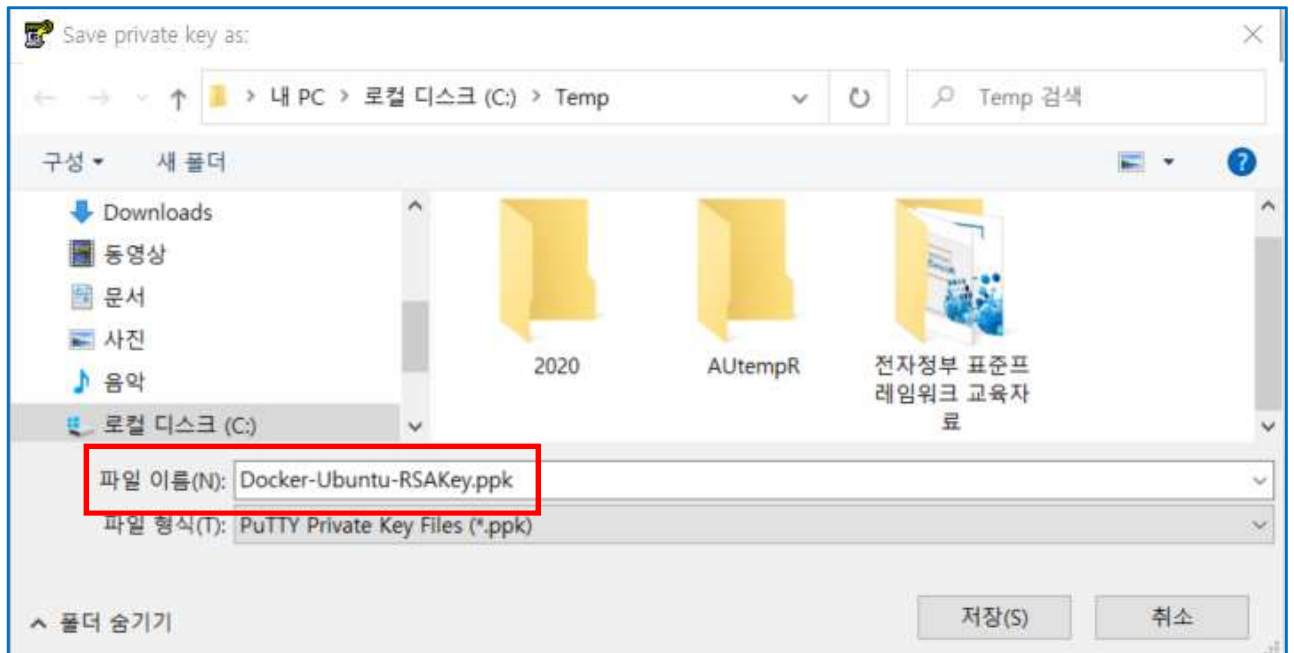 Save private key as:
내 PC > 로컬 디스크 (C:) > Temp
Temp 검색
구성
새 폴더
Downloads
동영상
문서
사진
음악
로컬 디스크 (C:)
2020
AUtempR
전자정부 표준프
레임워크 교육자
료
파일 이름(N): Docker-Ubuntu-RSAKey.ppk
파일 형식(T): PuTTY Private Key Files (*.ppk)
폴더 숨기기
저장(S)
취소